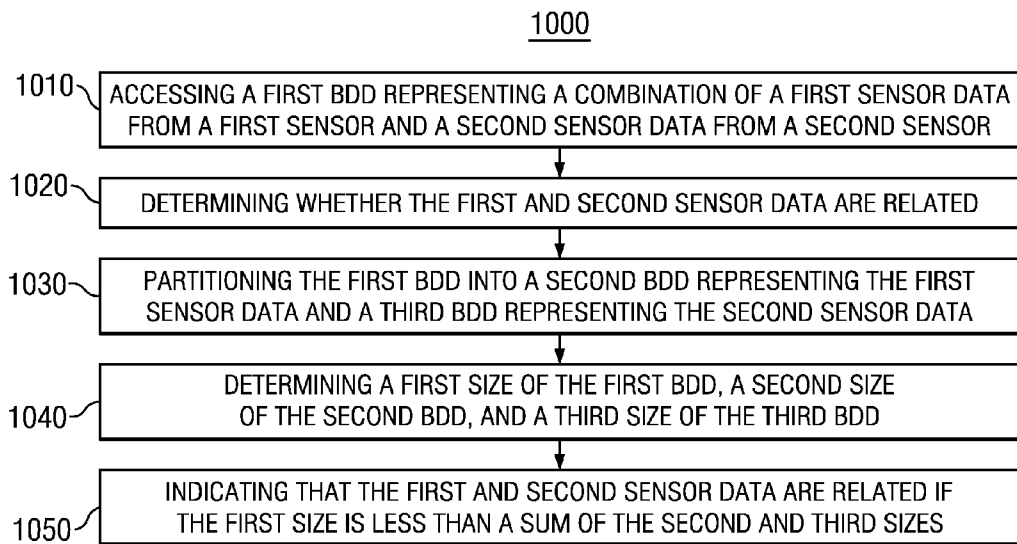 1000
1010
ACCESSING A FIRST BDD REPRESENTING A COMBINATION OF A FIRST SENSOR DATA
FROM A FIRST SENSOR AND A SECOND SENSOR DATA FROM A SECOND SENSOR
1020
DETERMINING WHETHER THE FIRST AND SECOND SENSOR DATA ARE RELATED
1030
PARTITIONING THE FIRST BDD INTO A SECOND BDD REPRESENTING THE FIRST
SENSOR DATA AND A THIRD BDD REPRESENTING THE SECOND SENSOR DATA
1040
DETERMINING A FIRST SIZE OF THE FIRST BDD, A SECOND SIZE
OF THE SECOND BDD, AND A THIRD SIZE OF THE THIRD BDD
1050
INDICATING THAT THE FIRST AND SECOND SENSOR DATA ARE RELATED IF
THE FIRST SIZE IS LESS THAN A SUM OF THE SECOND AND THIRD SIZES